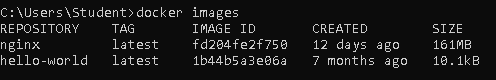 C:\Users\Student>docker images
REPOSITORY TAG IMAGE ID CREATED SIZE
nginx latest fd204fe2f750 12 days ago 161MB
hello-world latest 1b44b5a3e06a 7 months ago 10.1kB